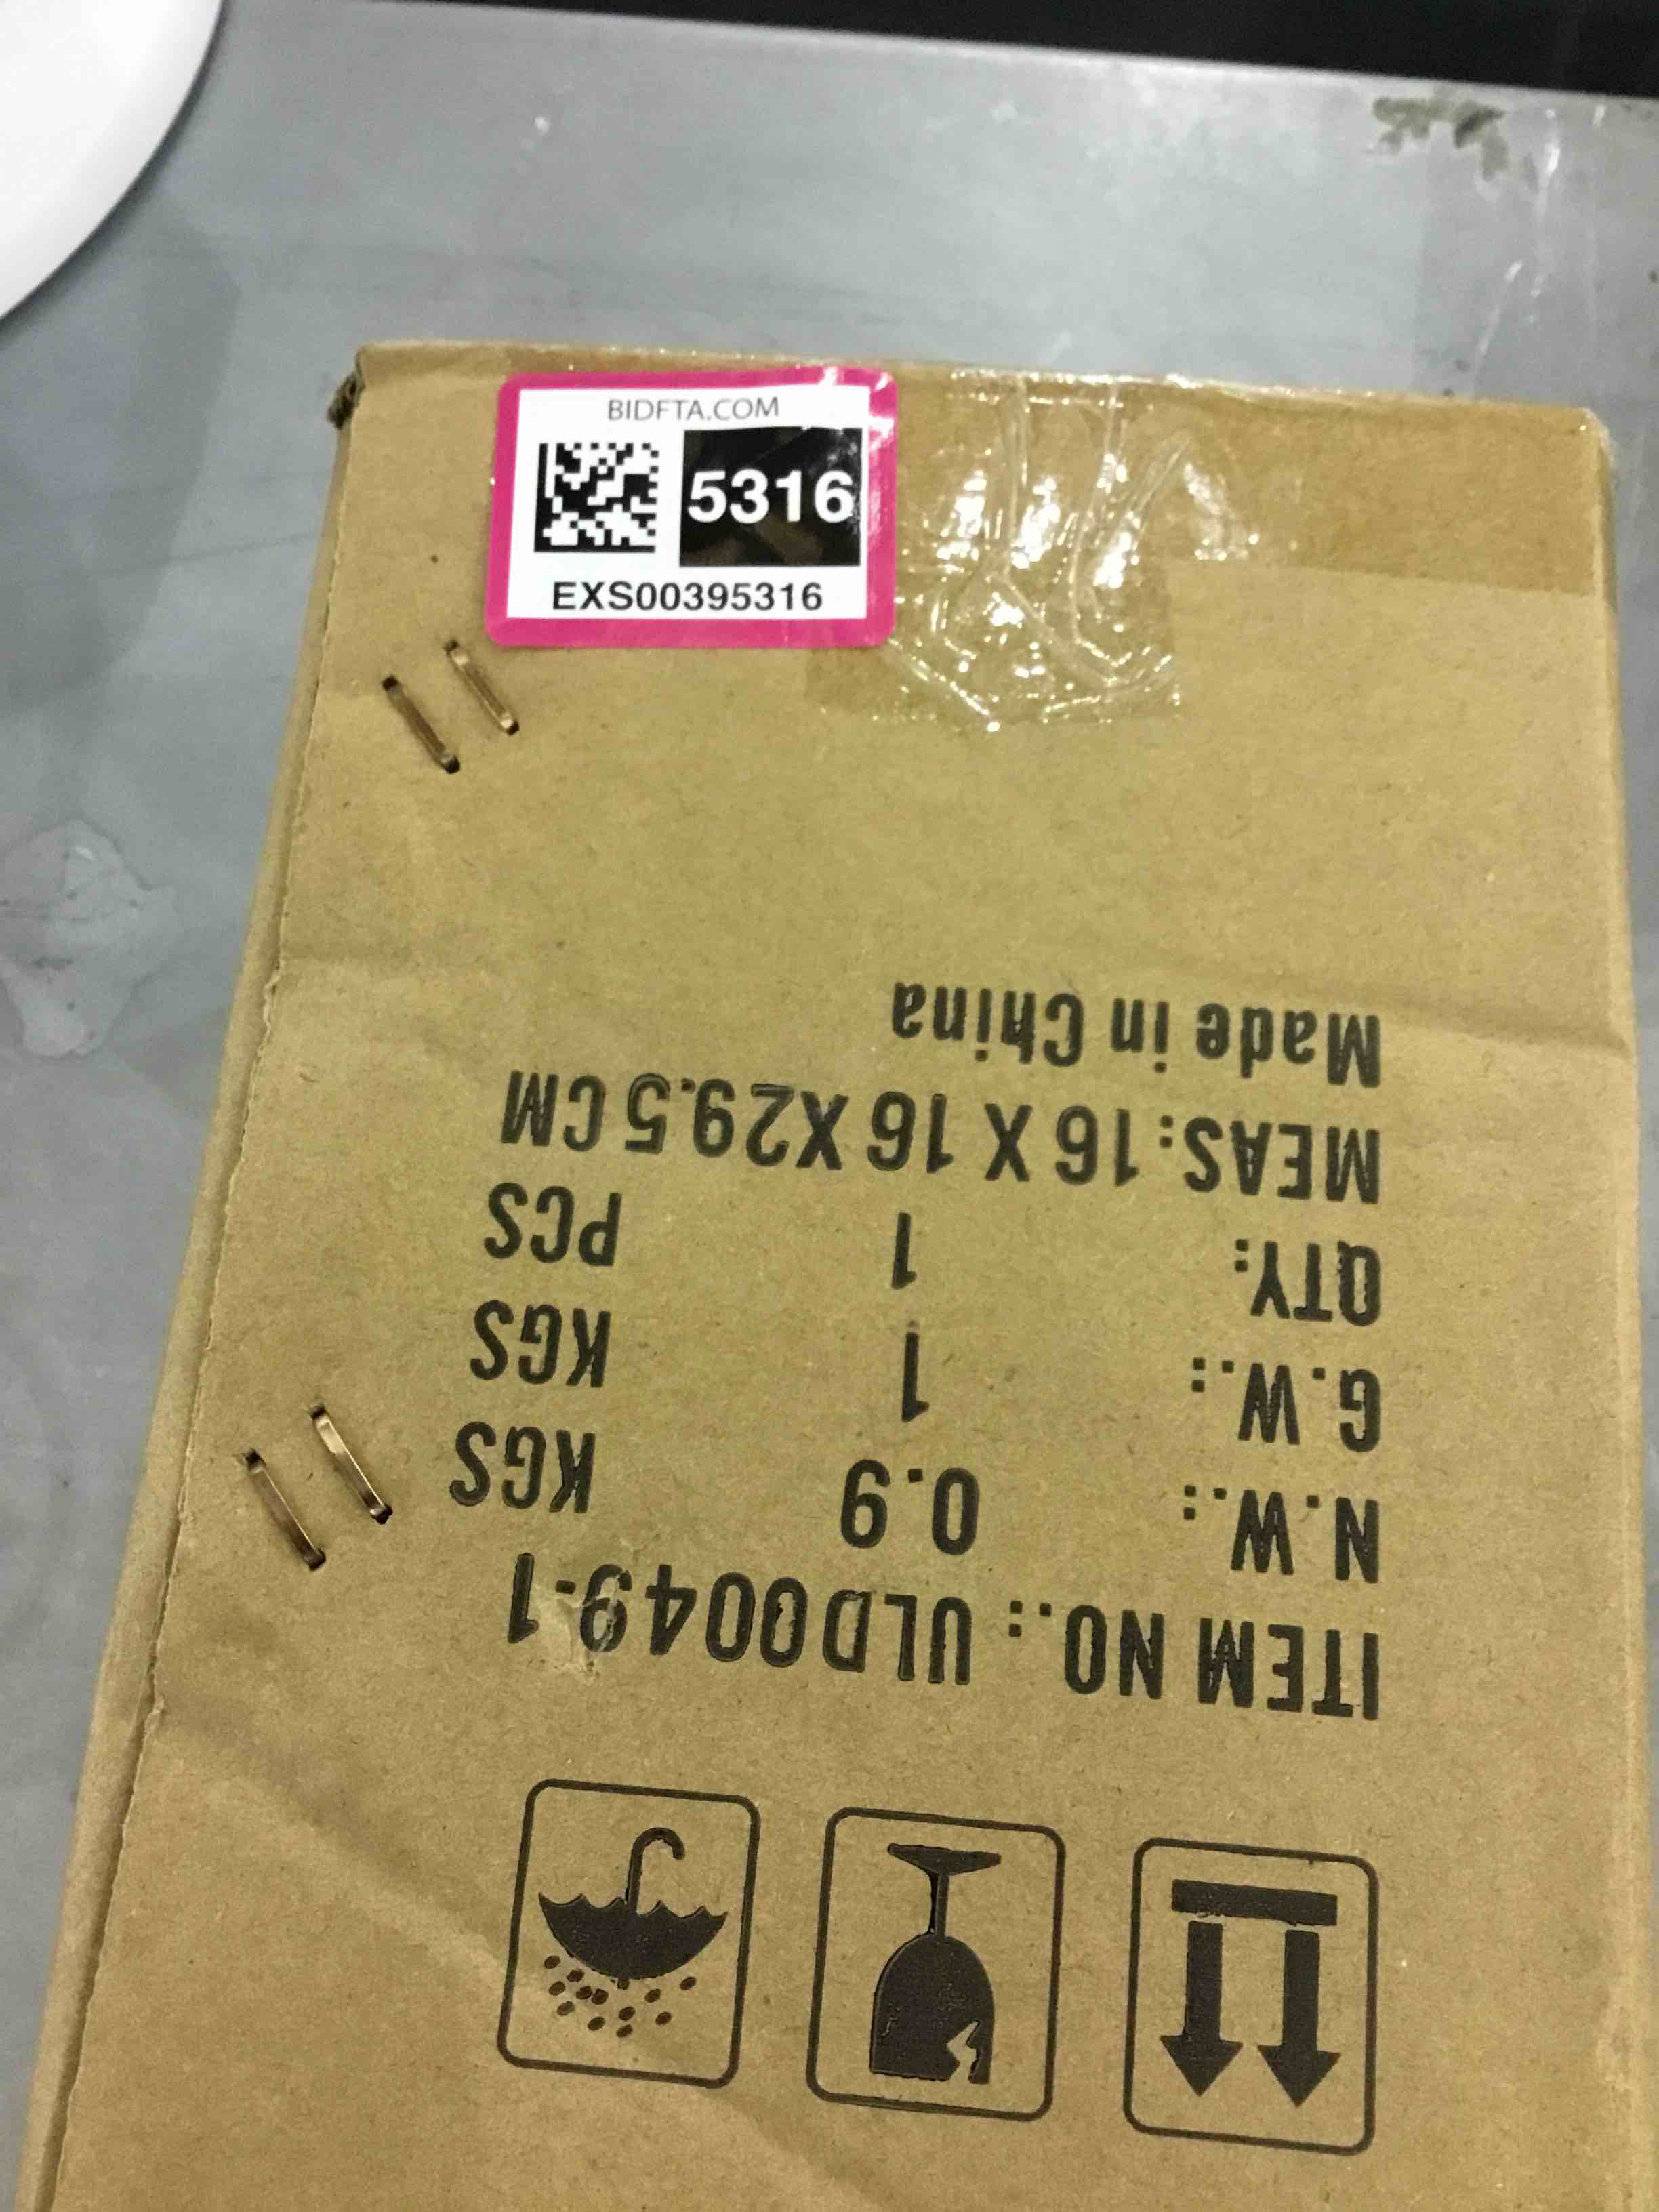 BIDFTA.COM
5316
EXS00395316
ITEM NO.: ULD0049-1
N.W.: 0.9 KGS
G.W.: 1 KGS
QTY: 1 PCS
MEAS: 16 X 16 X29.5 CM
Made in China